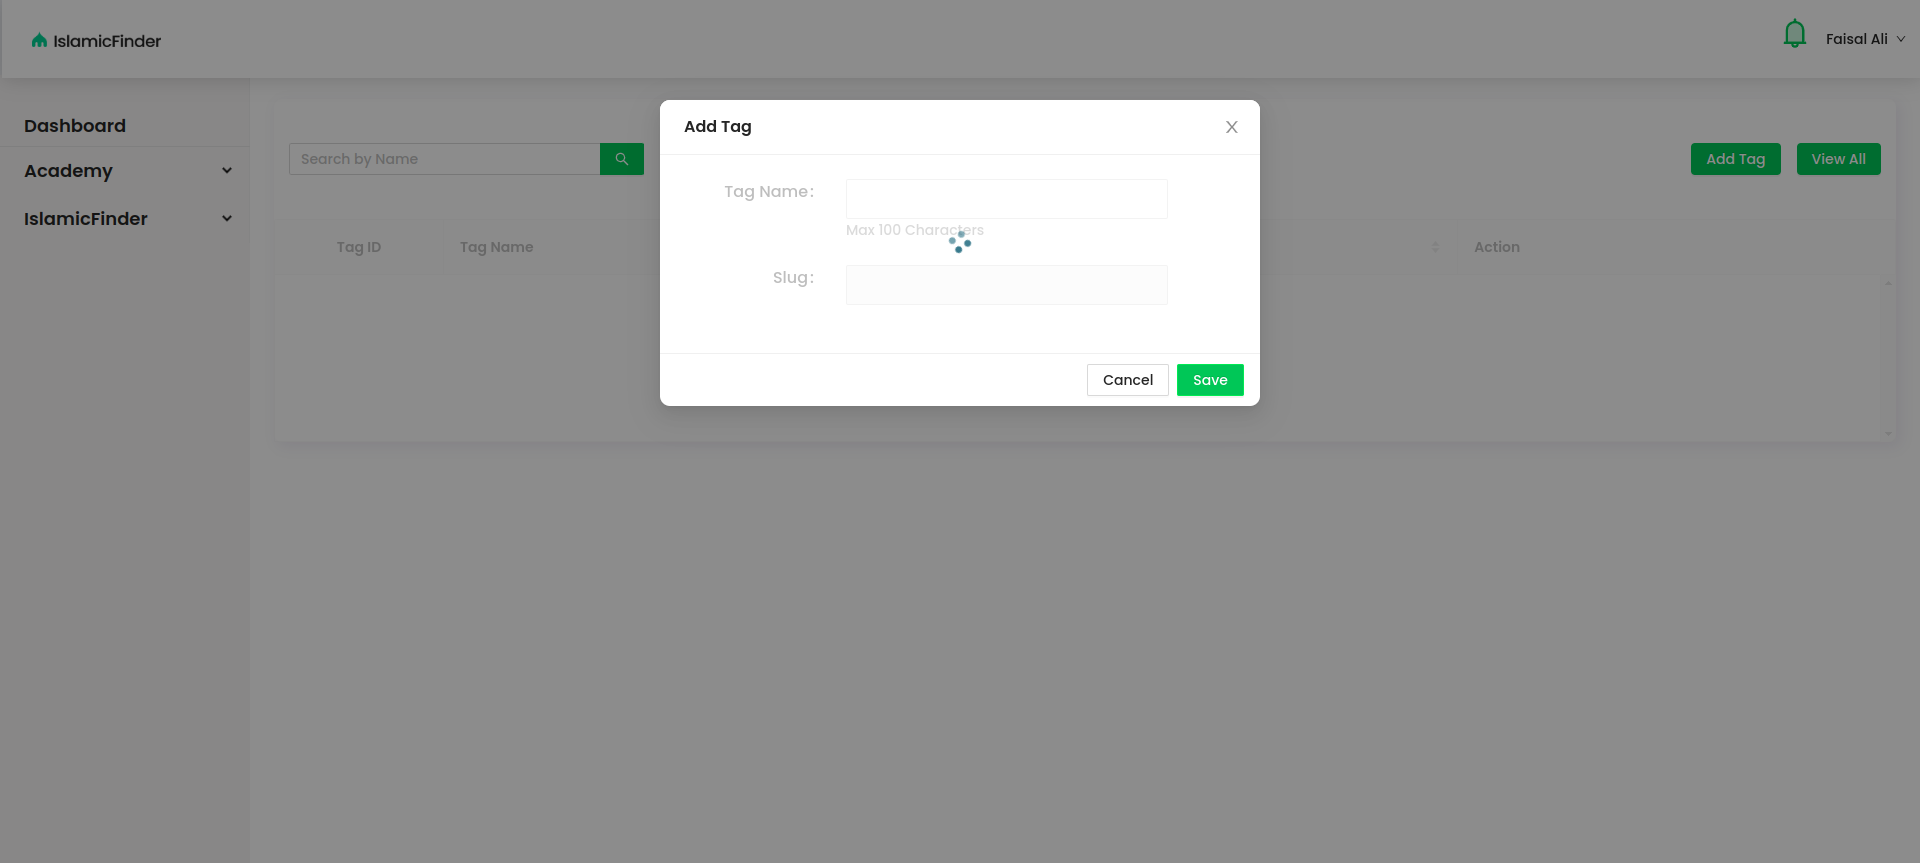 IslamicFinder
Faisal Ali
Dashboard
Academy
IslamicFinder
Search by Name
Add Tag
View All
Tag ID
Tag Name
Action
Add Tag
Tag Name:
Max 100 Characters
Slug:
Cancel
Save